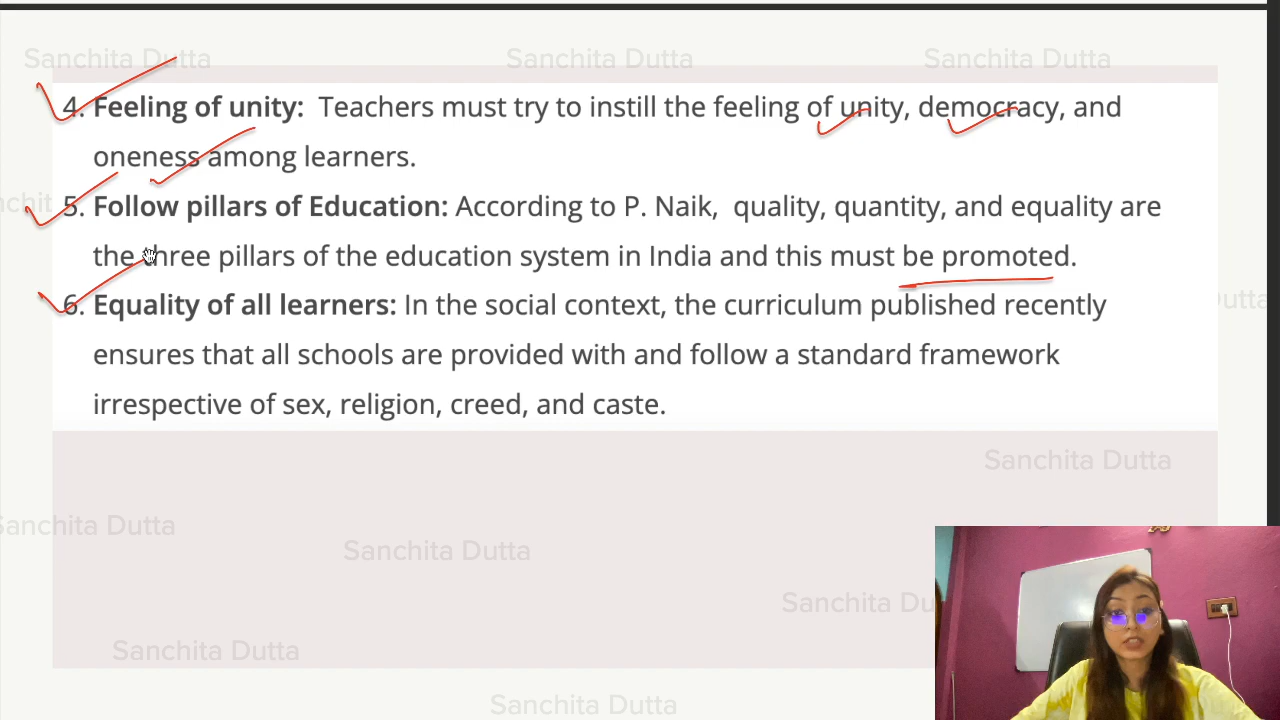 Sanchita Dutta Sanchita Dutta Sanchita Dutta
4. Feeling of unity: Teachers must try to instill the feeling of unity, democracy, and
oneness among learners.
5. Follow pillars of Education: According to P. Naik, quality, quantity, and equality are
the three pillars of the education system in India and this must be promoted.
6. Equality of all learners: In the social context, the curriculum published recently
ensures that all schools are provided with and follow a standard framework
irrespective of sex, religion, creed, and caste.
Sanchita Dutta
Sanchita Dutta
Sanchita Dutta
Sanchita Du
Sanchita Dutta
Sanchita Dutta